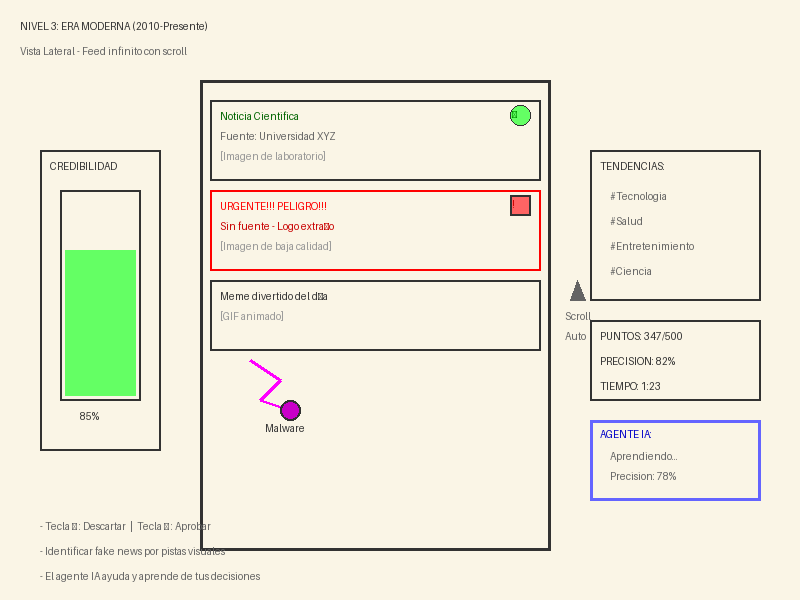 NIVEL 3: ERA MODERNA (2010-Presente)
Vista Lateral - Feed infinito con scroll
CREDIBILIDAD
85%
Noticia Cientifica
Fuente: Universidad XYZ
[Imagen de laboratorio]
URGENTE!!! PELIGRO!!!
!
Sin fuente - Logo extra▯o
[Imagen de baja calidad]
Meme divertido del d▯a
[GIF animado]
Malware
Scroll
Auto
TENDENCIAS:
#Tecnologia
#Salud
#Entretenimiento
#Ciencia
PUNTOS: 347/500
PRECISION: 82%
TIEMPO: 1:23
AGENTE IA:
Aprendiendo...
Precision: 78%
- Tecla ▯: Descartar | Tecla ▯: Aprobar
- Identificar fake news por pistas visuales
- El agente IA ayuda y aprende de tus decisiones